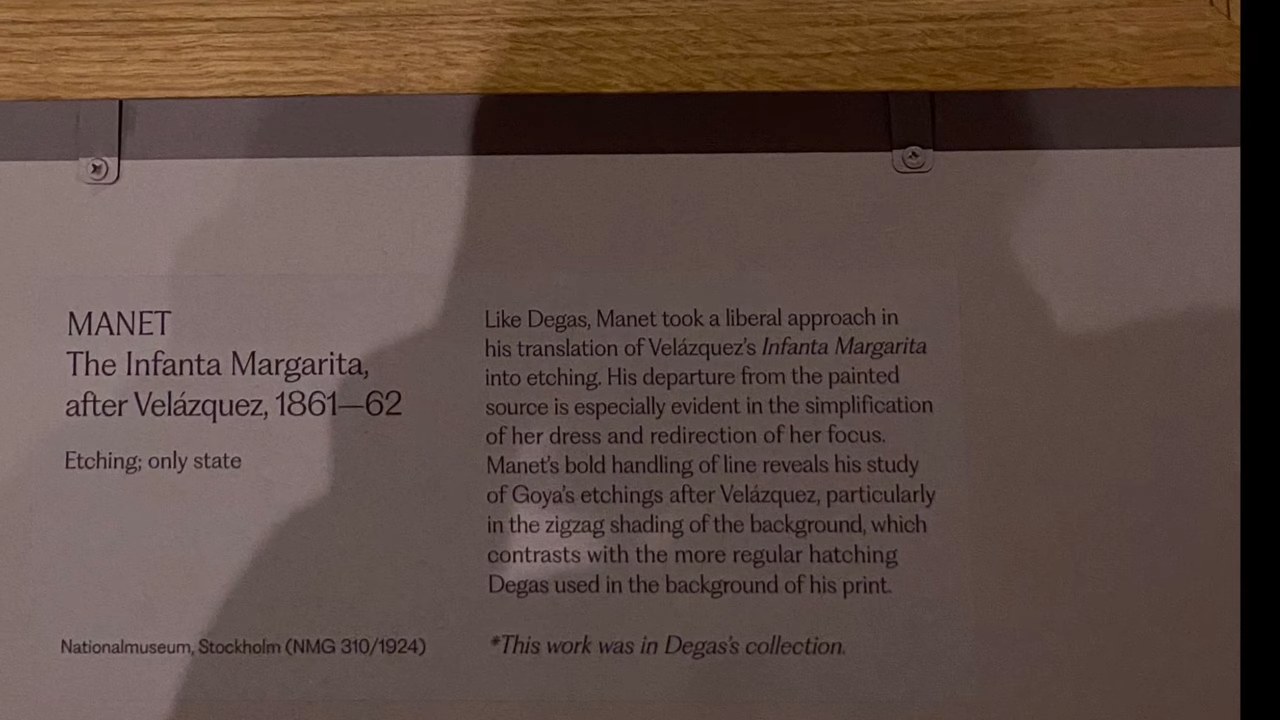 MANET
The Infanta Margarita,
after Velázquez, 1861—62
Etching; only state
Nationalmuseum, Stockholm (NMG 310/1924)
Like Degas, Manet took a liberal approach in
his translation of Velázquez's Infanta Margarita
into etching. His departure from the painted
source is especially evident in the simplification
of her dress and redirection of her focus.
Manet's bold handling of line reveals his study
of Goya's etchings after Velázquez, particularly
in the zigzag shading of the background, which
contrasts with the more regular hatching
Degas used in the background of his print.
*This work was in Degas's collection.